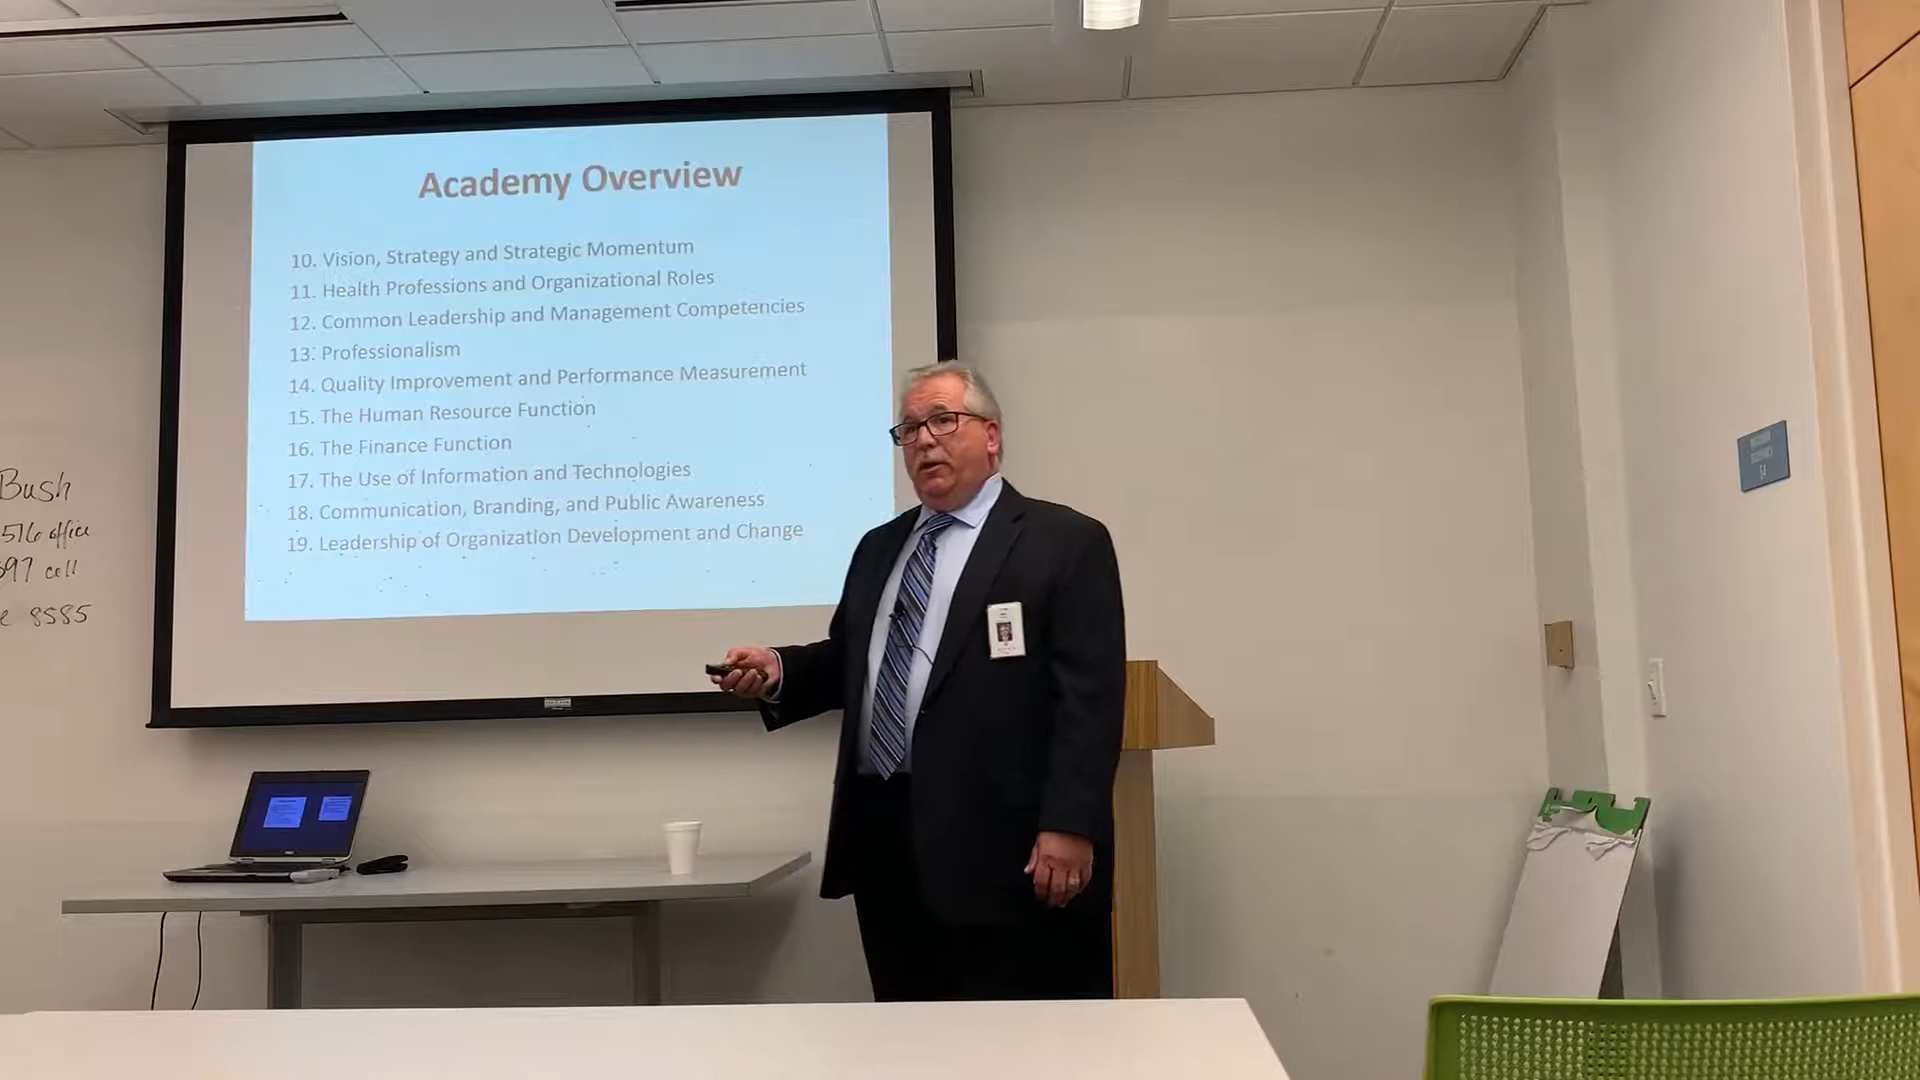 Academy Overview
10. Vision, Strategy and Strategic Momentum
11. Health Professions and Organizational Roles
12. Common Leadership and Management Competencies
13. Professionalism
14. Quality Improvement and Performance Measurement
15. The Human Resource Function
16. The Finance Function
17. The Use of Information and Technologies
18. Communication, Branding, and Public Awareness
19. Leadership of Organization Development and Change
Bush
516 office
97 cell
8585